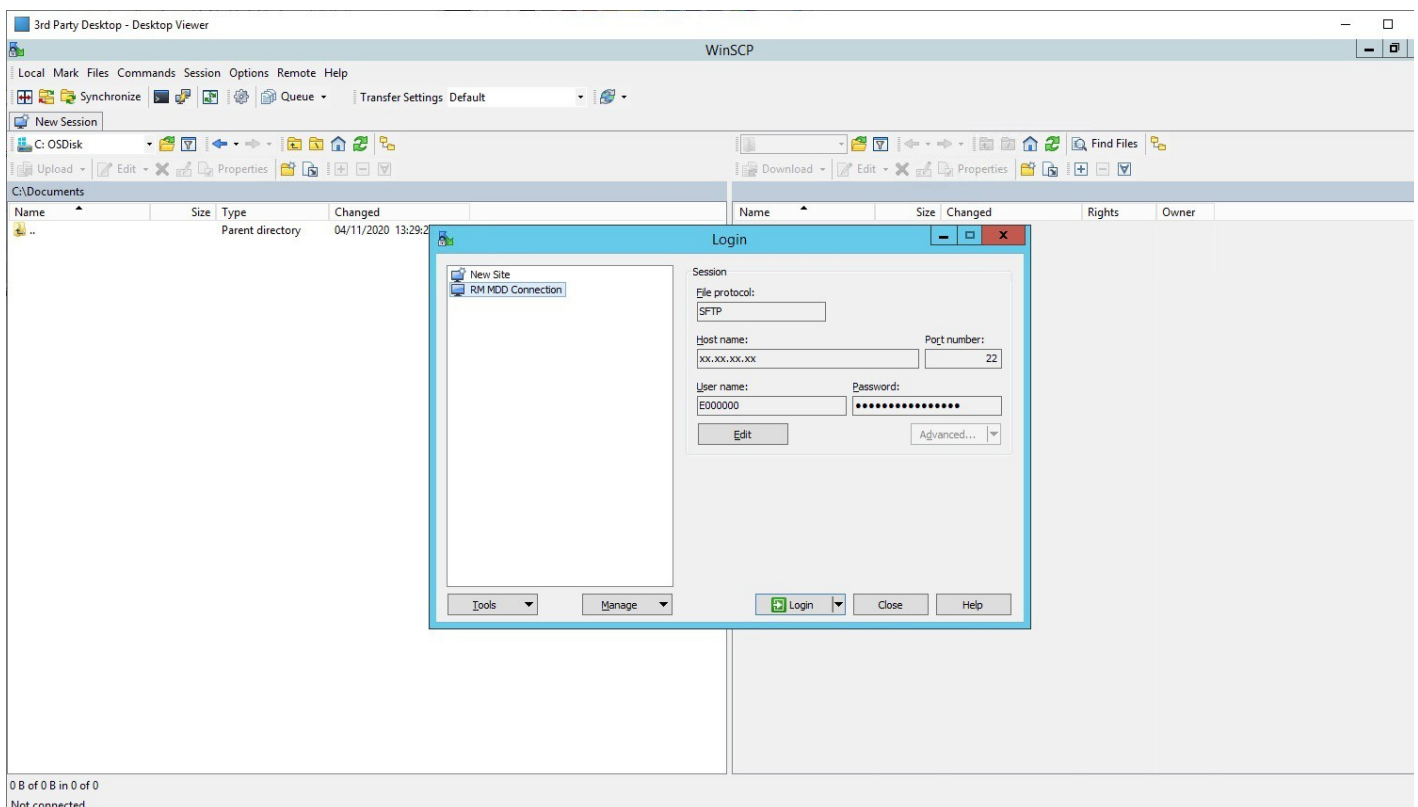 3rd Party Desktop - Desktop Viewer
WinSCP
Local Mark Files Commands Session Options Remote Help
Synchronize Queue Transfer Settings Default
New Session
C: OSDisk Find Files
Upload Edit Properties Download Edit Properties
C:\Documents
Name Size Type Changed Name Size Changed Rights Owner
.. Parent directory 04/11/2020 13:29:2
Login
New Site
RM MDD Connection
Session
File protocol:
SFTP
Host name: Port number:
xx.xx.xx.xx 22
User name: Password:
E000000 ••••••••••••••••
Edit Advanced...
Tools Manage Login Close Help
0 B of 0 B in 0 of 0
Not connected.